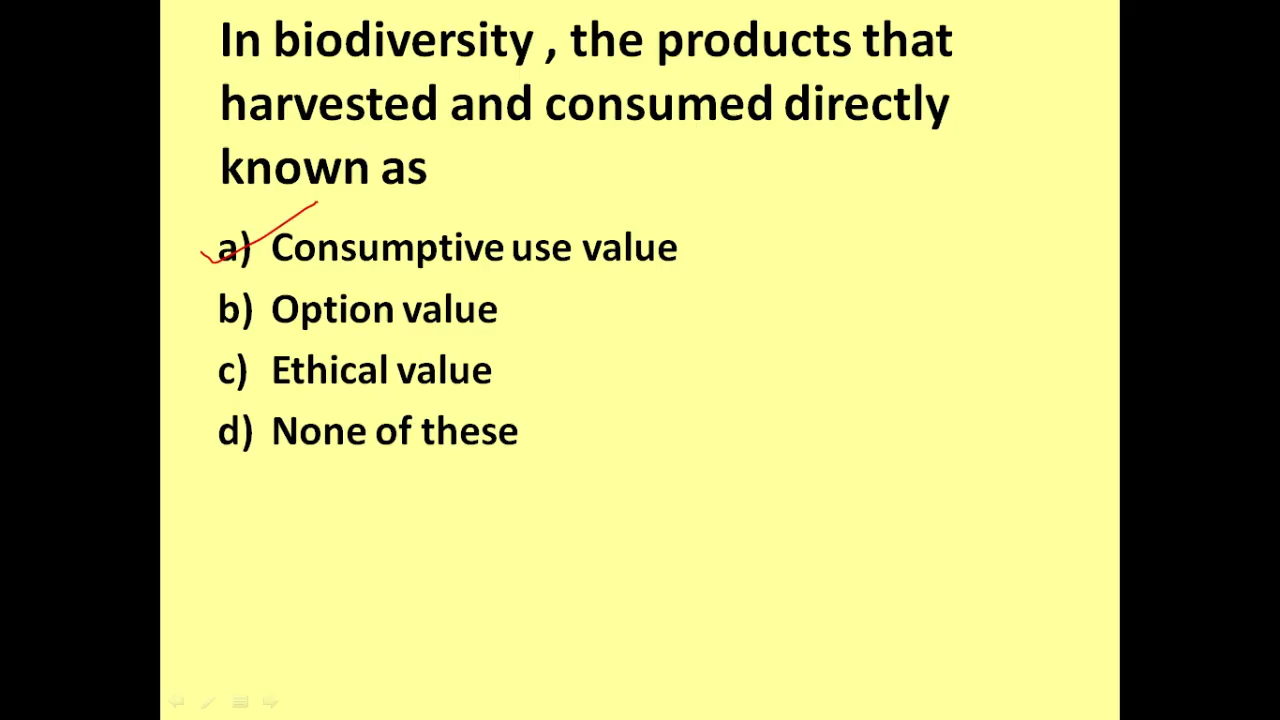 In biodiversity , the products that
harvested and consumed directly
known as
a) Consumptive use value
b) Option value
c) Ethical value
d) None of these